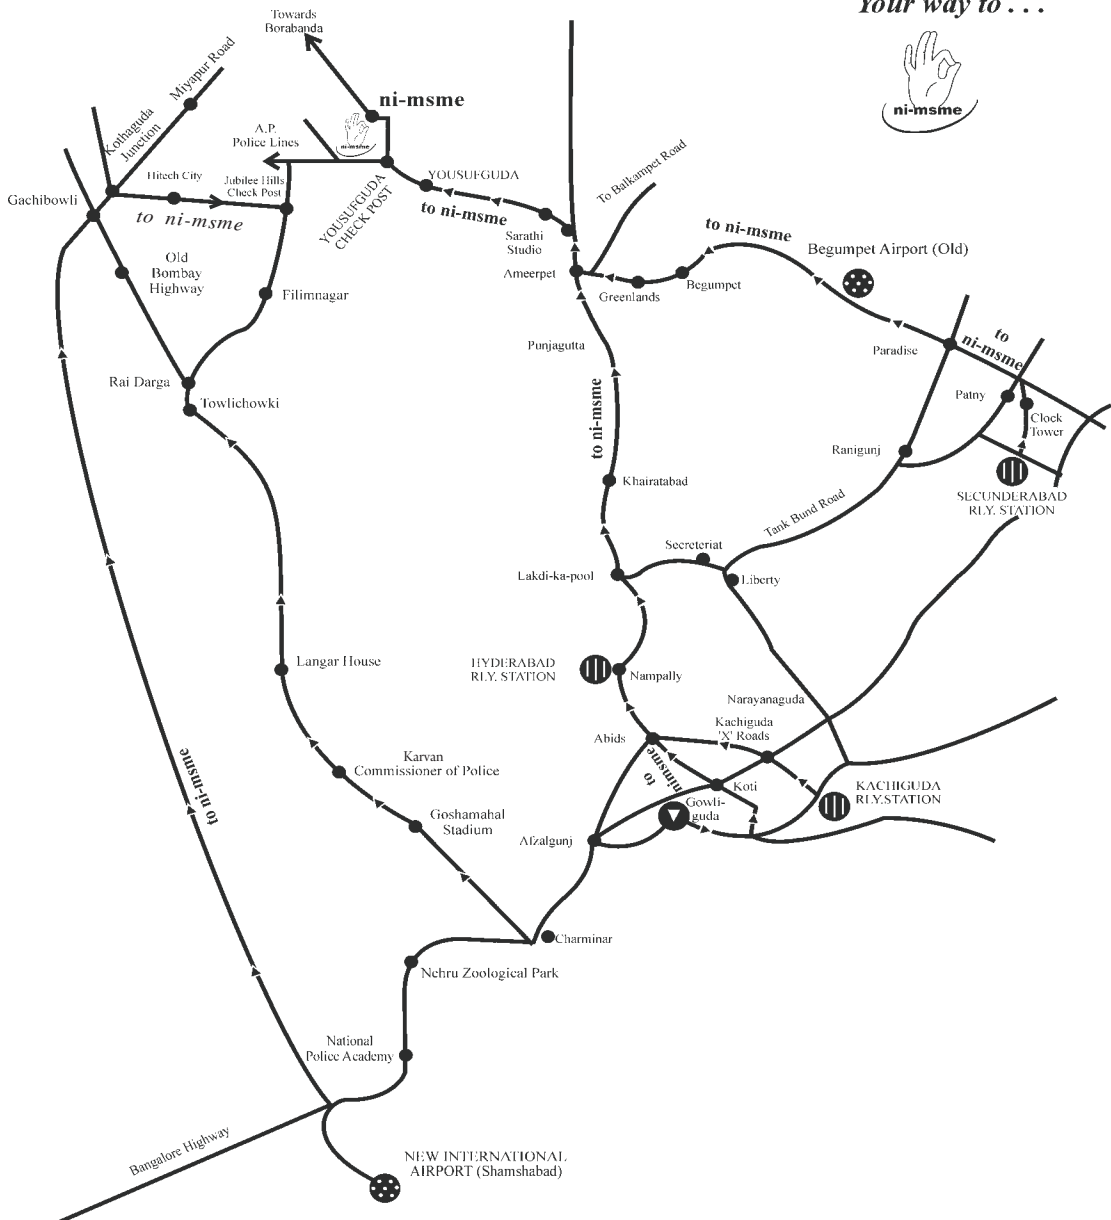 Your way to . . .
ni-msme
Towards
Borabanda
Miyapur Road
Kothaguda
Junction
ni-msme
A.P.
Police Lines
ni-msme
Hitech City
Jubilee Hills
Check Post
YOUSUFGUDA
CHECK POST
YOUSUFGUDA
to ni-msme
To Balkampet Road
Gachibowli
to ni-msme
Sarathi
Studio
to ni-msme
Begumpet Airport (Old)
Old
Bombay
Highway
Ameerpet
Filimnagar
Greenlands
Begumpet
Punjagutta
Paradise
to
ni-msme
Rai Darga
Towlichowki
to ni-msme
Patny
Clock
Tower
Ranigunj
Khairatabad
SECUNDERABAD
RLY. STATION
Tank Bund Road
Secreteriat
Lakdi-ka-pool
Liberty
Langar House
HYDERABAD
RLY. STATION
Nampally
Narayanaguda
Kachiguda
'X' Roads
Abids
to
nimsme
Karvan
Commissioner of Police
to ni-msme
Koti
KACHIGUDA
RLY.STATION
Gowli-
guda
Goshamahal
Stadium
Afzalgunj
Charminar
Nehru Zoological Park
National
Police Academy
Bangalore Highway
NEW INTERNATIONAL
AIRPORT (Shamshabad)